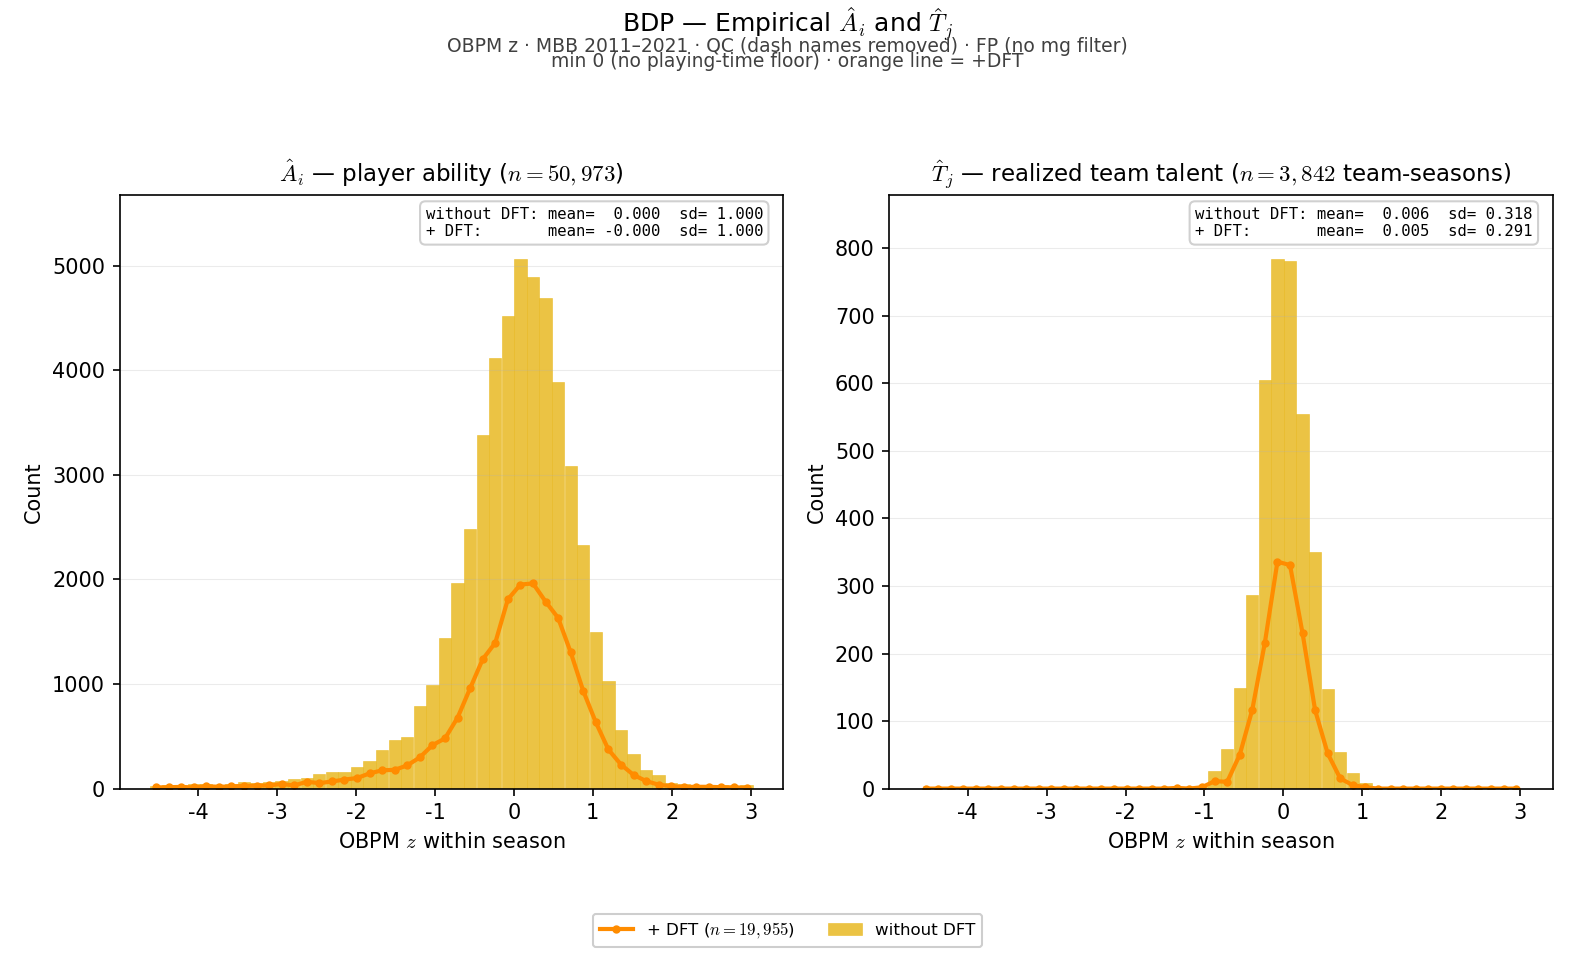 BDP — Empirical Âᵢ and T̂ⱼ
OBPM z · MBB 2011–2021 · QC (dash names removed) · FP (no mg filter)
min 0 (no playing-time floor) · orange line = +DFT
Âᵢ — player ability (n = 50, 973)
without DFT: mean=  0.000  sd= 1.000
+ DFT:       mean= -0.000  sd= 1.000
Count
5000
4000
3000
2000
1000
0
-4 -3 -2 -1 0 1 2 3
OBPM z within season
T̂ⱼ — realized team talent (n = 3, 842 team-seasons)
without DFT: mean=  0.006  sd= 0.318
+ DFT:       mean=  0.005  sd= 0.291
Count
800
700
600
500
400
300
200
100
0
-4 -3 -2 -1 0 1 2 3
OBPM z within season
+ DFT (n = 19, 955) without DFT